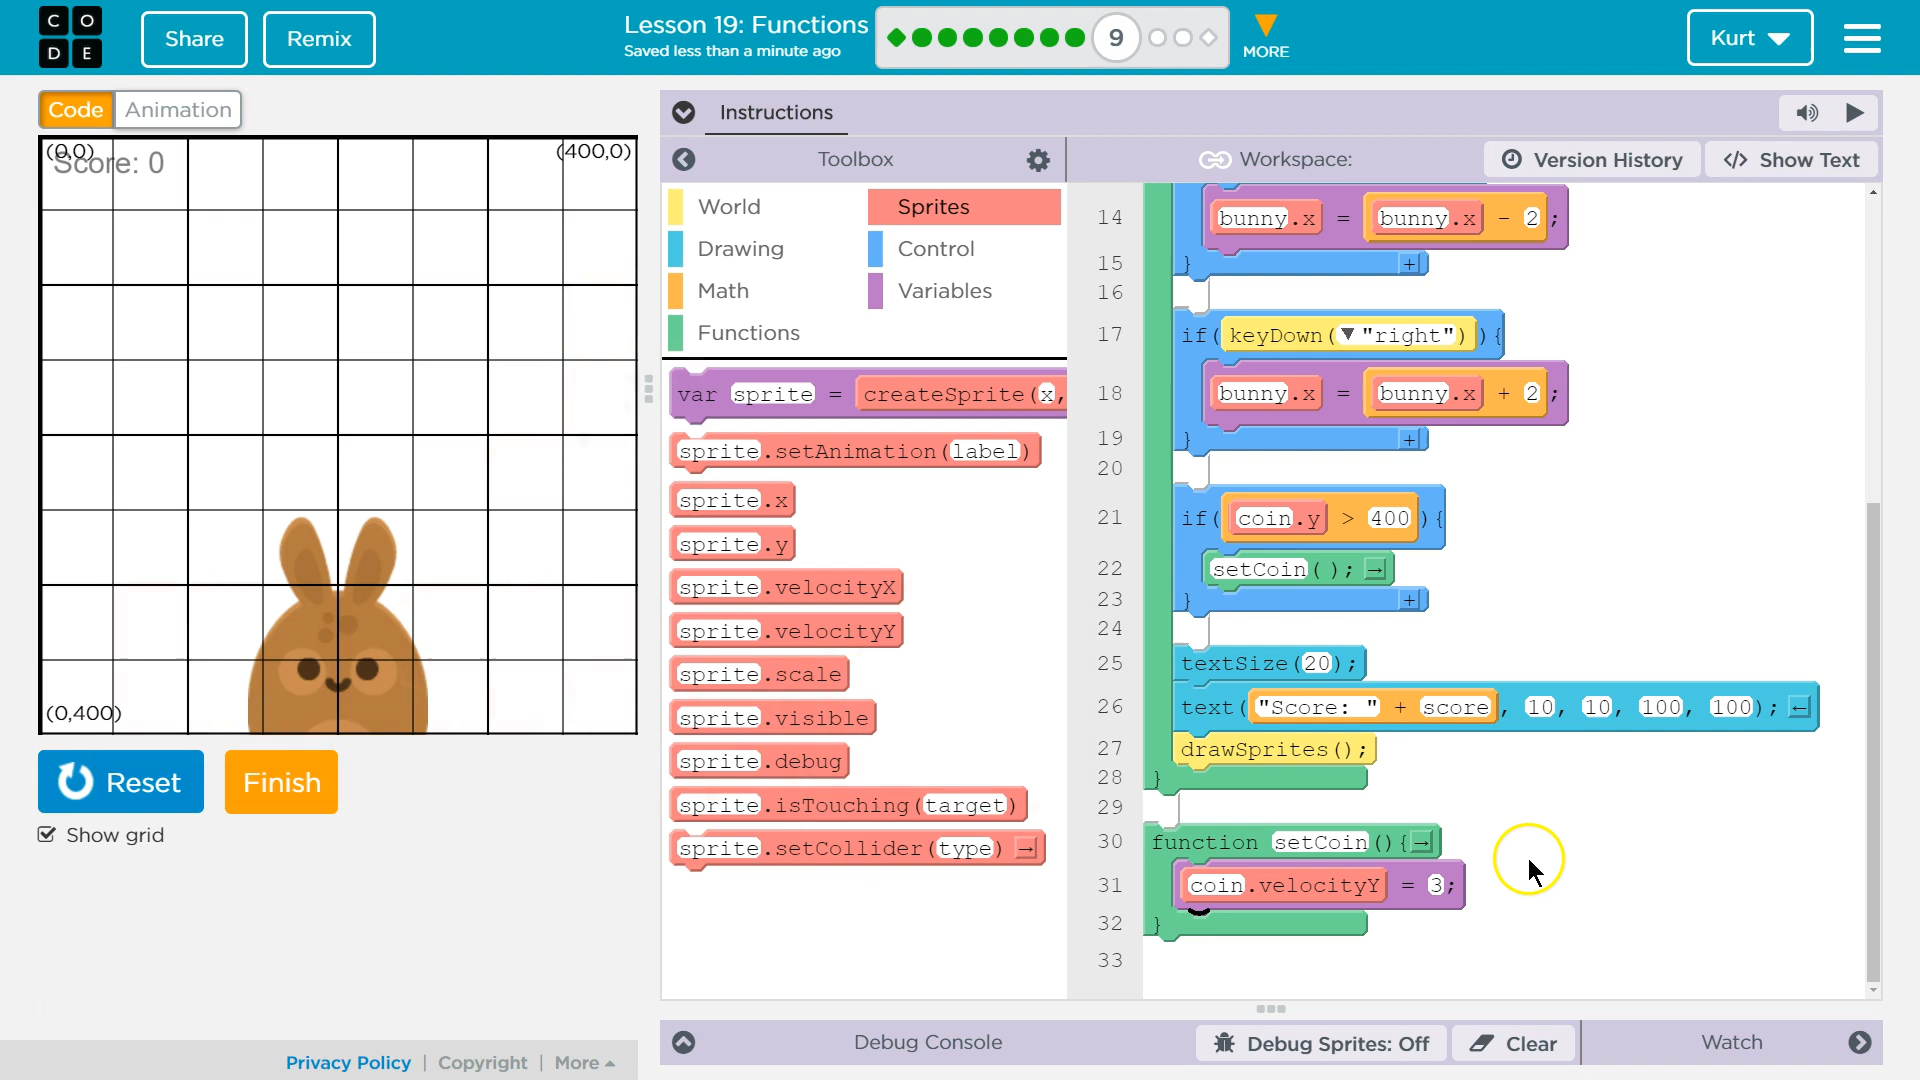 C O
D E
Share
Remix
Lesson 19: Functions
Saved less than a minute ago
9
MORE
Kurt
Code
Animation
(0,0)
Score: 0
(400,0)
(0,400)
Reset
Finish
Show grid
Privacy Policy | Copyright | More
Instructions
Toolbox
World
Sprites
Drawing
Control
Math
Variables
Functions
var sprite = createSprite(x,
sprite.setAnimation(label)
sprite.x
sprite.y
sprite.velocityX
sprite.velocityY
sprite.scale
sprite.visible
sprite.debug
sprite.isTouching(target)
sprite.setCollider(type) →
Workspace:
Version History
</> Show Text
14 bunny.x = bunny.x - 2;
15 } +
16
17 if(keyDown(▼ "right")){
18 bunny.x = bunny.x + 2;
19 } +
20
21 if(coin.y > 400){
22 setCoin(); →
23 } +
24
25 textSize(20);
26 text("Score: " + score, 10, 10, 100, 100); ←
27 drawSprites();
28 }
29
30 function setCoin(){ →
31 coin.velocityY = 3;
32 }
33
Debug Console
Debug Sprites: Off
Clear
Watch